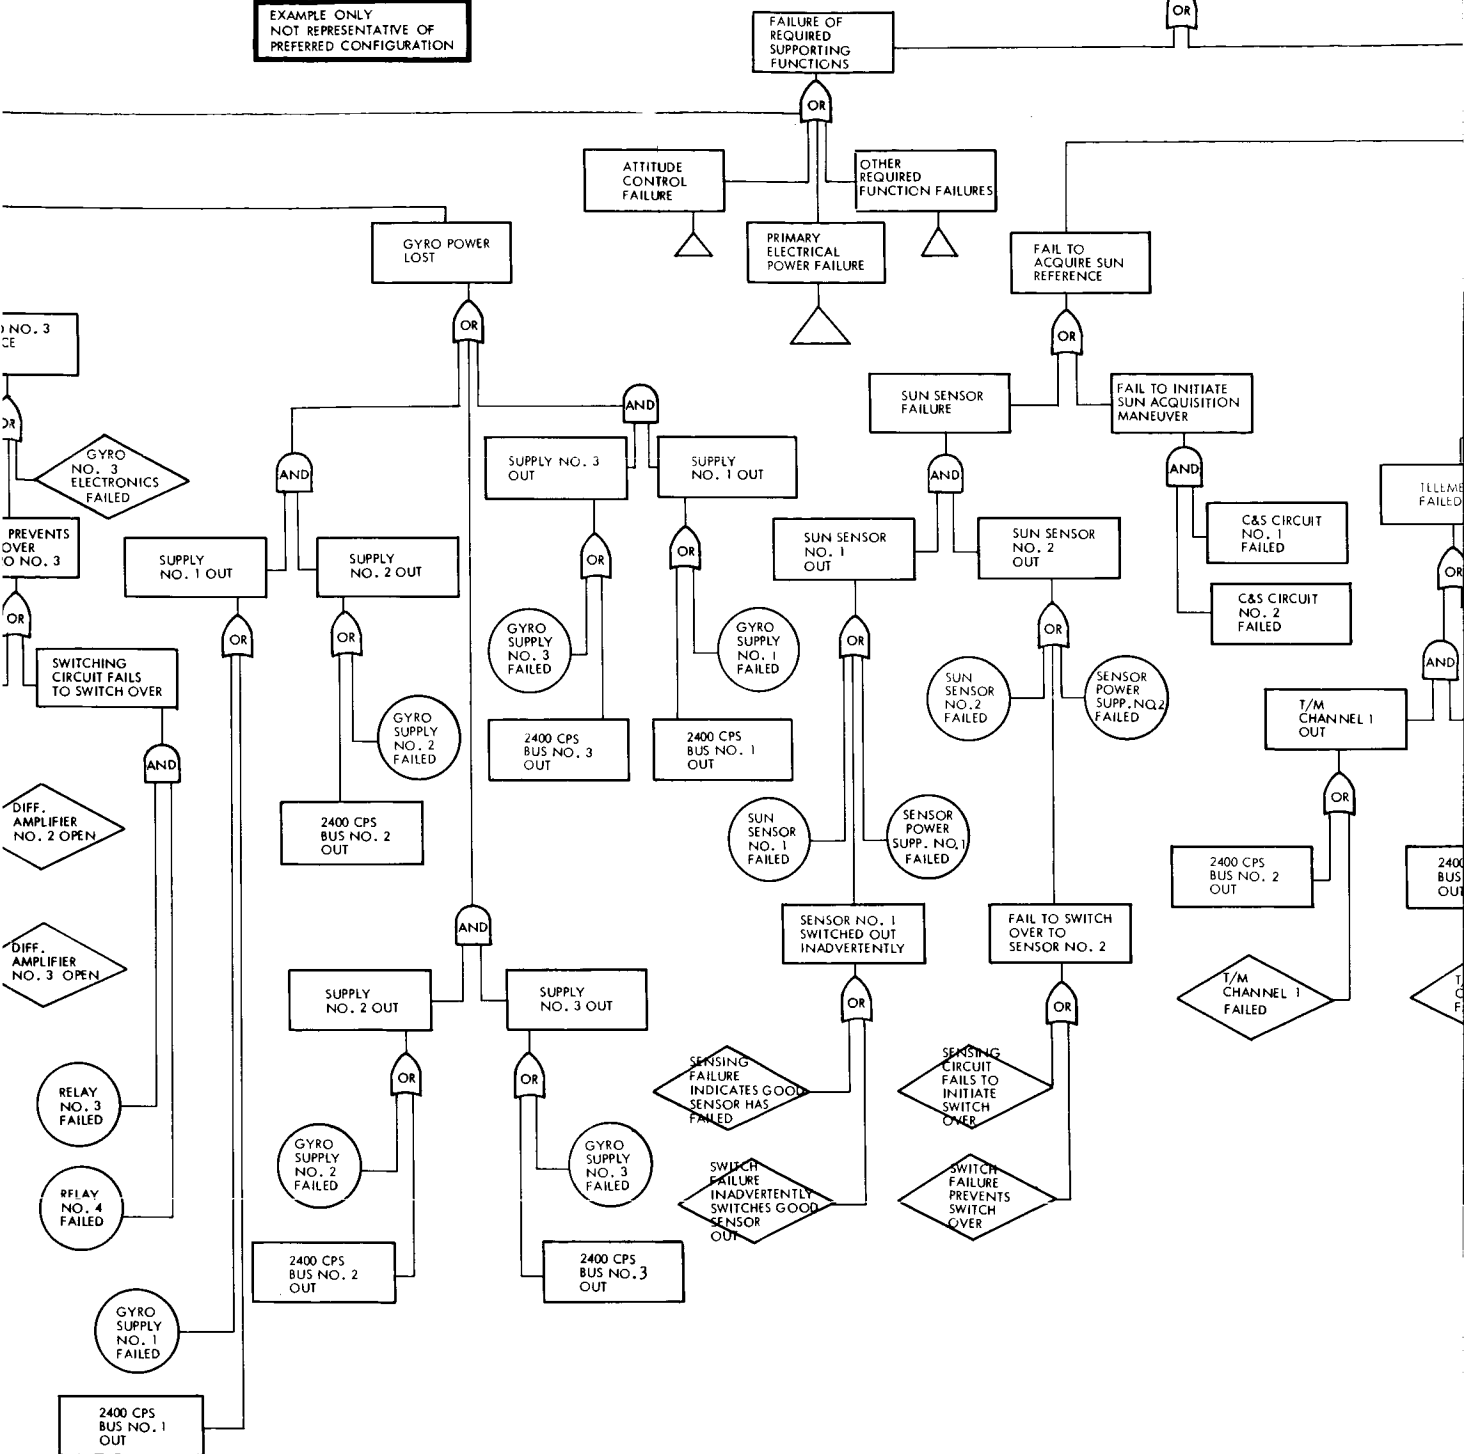 EXAMPLE ONLY
NOT REPRESENTATIVE OF
PREFERRED CONFIGURATION
FAILURE OF
REQUIRED
SUPPORTING
FUNCTIONS
OR
OR
ATTITUDE
CONTROL
FAILURE
OTHER
REQUIRED
FUNCTION FAILURES
PRIMARY
ELECTRICAL
POWER FAILURE
GYRO POWER
LOST
FAIL TO
ACQUIRE SUN
REFERENCE
OR
OR
NO. 3
AND
SUN SENSOR
FAILURE
FAIL TO INITIATE
SUN ACQUISITION
MANEUVER
GYRO
NO. 3
ELECTRONICS
FAILED
AND
SUPPLY NO. 3
OUT
SUPPLY
NO. 1 OUT
AND
AND
FAILED
PREVENTS
NO. 3
SUPPLY
NO. 1 OUT
SUPPLY
NO. 2 OUT
OR
OR
SUN SENSOR
NO. 1
OUT
SUN SENSOR
NO. 2
OUT
C&S CIRCUIT
NO. 1
FAILED
C&S CIRCUIT
NO. 2
FAILED
OR
OR
OR
OR
OR
OR
GYRO
SUPPLY
NO. 3
FAILED
GYRO
SUPPLY
NO. 1
FAILED
SWITCHING
CIRCUIT FAILS
TO SWITCH OVER
AND
SUN
SENSOR
NO.2
FAILED
SENSOR
POWER
SUPP. NO.2
FAILED
T/M
CHANNEL 1
OUT
GYRO
SUPPLY
NO. 2
FAILED
2400 CPS
BUS NO. 3
OUT
2400 CPS
BUS NO. 1
OUT
AND
OR
DIFF.
AMPLIFIER
NO. 2 OPEN
2400 CPS
BUS NO. 2
OUT
SUN
SENSOR
NO. 1
FAILED
SENSOR
POWER
SUPP. NO.1
FAILED
2400 CPS
BUS NO. 2
OUT
BUS
AND
SENSOR NO. 1
SWITCHED OUT
INADVERTENTLY
FAIL TO SWITCH
OVER TO
SENSOR NO. 2
DIFF.
AMPLIFIER
NO. 3 OPEN
SUPPLY
NO. 2 OUT
SUPPLY
NO. 3 OUT
OR
OR
T/M
CHANNEL 1
FAILED
OR
OR
SENSING
FAILURE
INDICATES GOOD
SENSOR HAS
FAILED
SENSING
CIRCUIT
FAILS TO
INITIATE
SWITCH
OVER
RELAY
NO. 3
FAILED
GYRO
SUPPLY
NO. 2
FAILED
GYRO
SUPPLY
NO. 3
FAILED
SWITCH
FAILURE
INADVERTENTLY
SWITCHES GOOD
SENSOR
OUT
SWITCH
FAILURE
PREVENTS
SWITCH
OVER
RELAY
NO. 4
FAILED
2400 CPS
BUS NO. 2
OUT
2400 CPS
BUS NO.3
OUT
GYRO
SUPPLY
NO. 1
FAILED
2400 CPS
BUS NO. 1
OUT